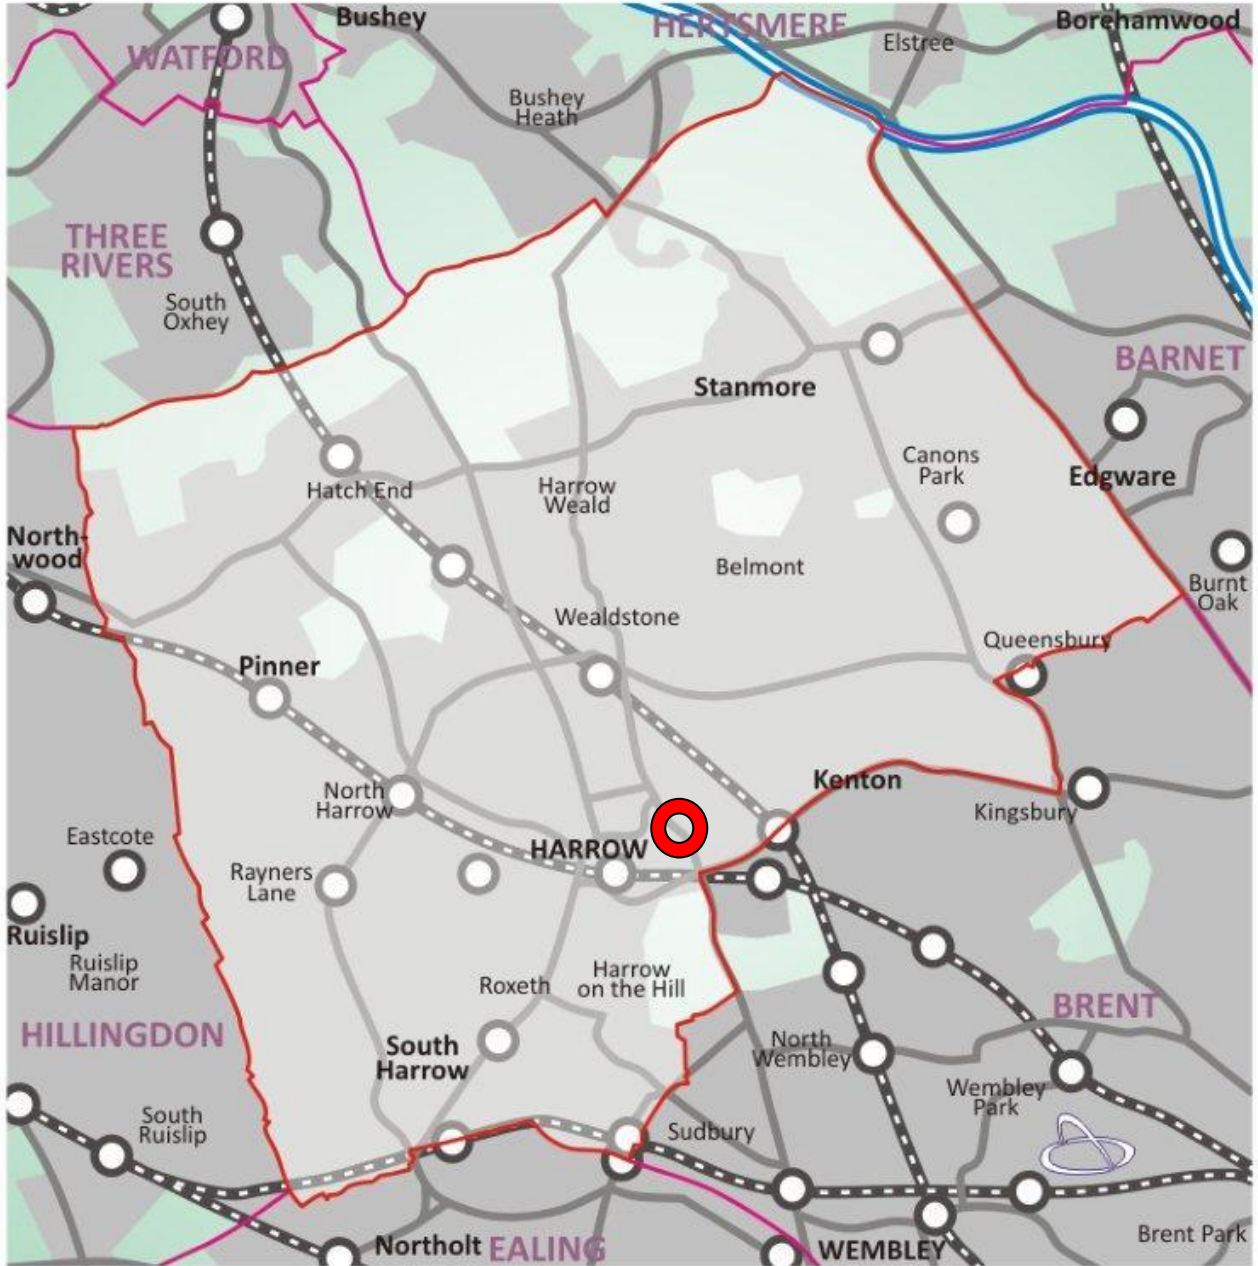 Bushey
HERTSMERE
Borehamwood
WATFORD
Elstree
Bushey
Heath
THREE
RIVERS
South
Oxhey
BARNET
Stanmore
Canons
Park
Edgware
Hatch End
Harrow
Weald
North-
wood
Belmont
Burnt
Oak
Wealdstone
Queensbury
Pinner
Kenton
North
Harrow
Kingsbury
Eastcote
HARROW
Rayners
Lane
Ruislip
Ruislip
Manor
Roxeth
Harrow
on the Hill
BRENT
HILLINGDON
South
Harrow
North
Wembley
Wembley
Park
South
Ruislip
Sudbury
Northolt
EALING
WEMBLEY
Brent Park